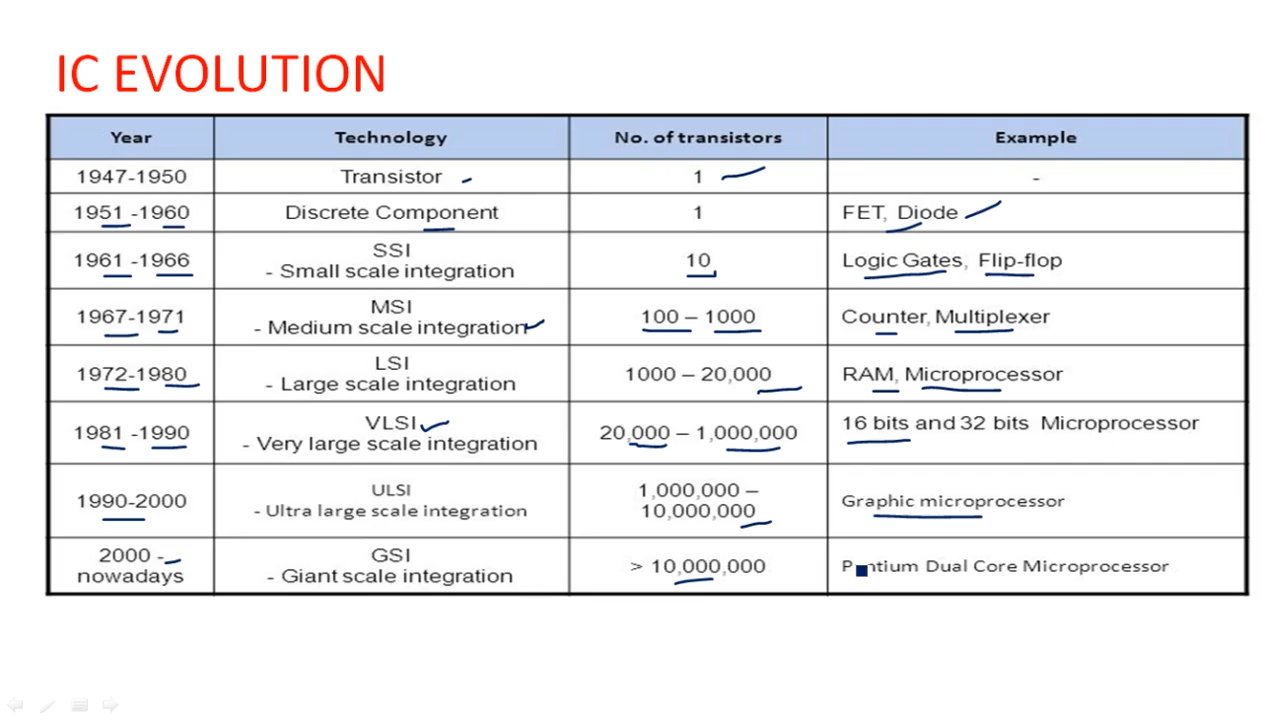 IC EVOLUTION
Year Technology No. of transistors Example
1947-1950 Transistor 1 -
1951 -1960 Discrete Component 1 FET, Diode
1961 -1966 SSI - Small scale integration 10 Logic Gates, Flip-flop
1967-1971 MSI - Medium scale integration 100 – 1000 Counter, Multiplexer
1972-1980 LSI - Large scale integration 1000 – 20,000 RAM, Microprocessor
1981 -1990 VLSI - Very large scale integration 20,000 – 1,000,000 16 bits and 32 bits Microprocessor
1990-2000 ULSI - Ultra large scale integration 1,000,000 – 10,000,000 Graphic microprocessor
2000 - nowadays GSI - Giant scale integration > 10,000,000 Pentium Dual Core Microprocessor